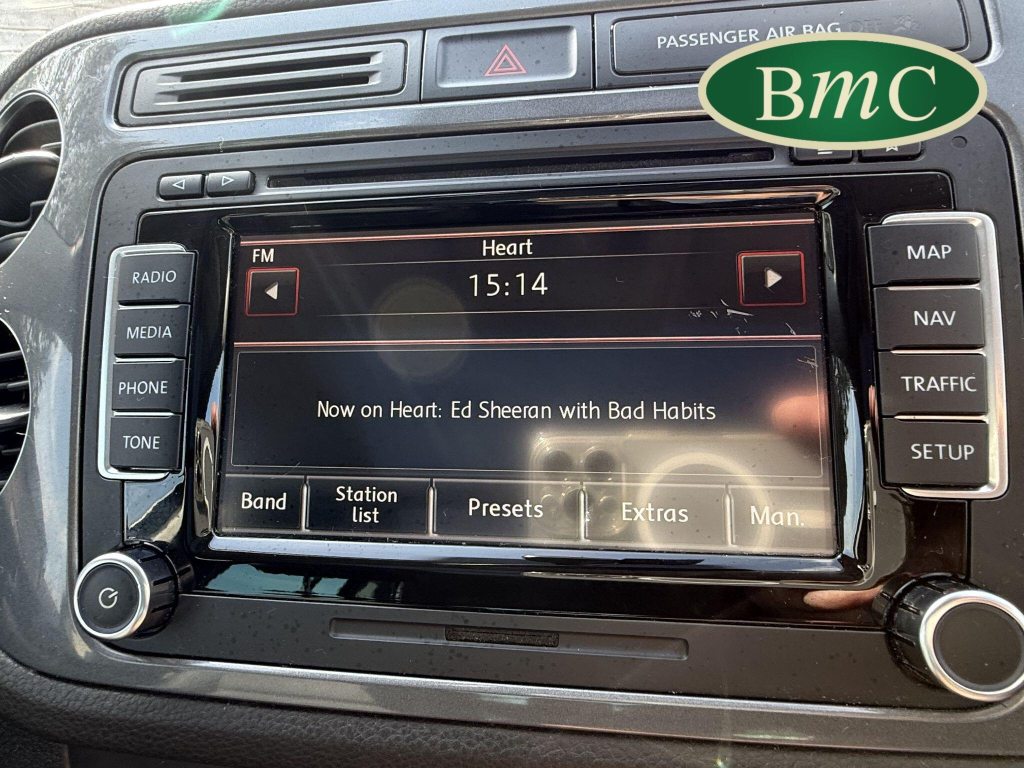 PASSENGER AIR BAG OFF
BmC
FM
Heart
15:14
RADIO
MEDIA
PHONE
TONE
MAP
NAV
TRAFFIC
SETUP
Now on Heart: Ed Sheeran with Bad Habits
Band
Station
list
Presets
Extras
Man.